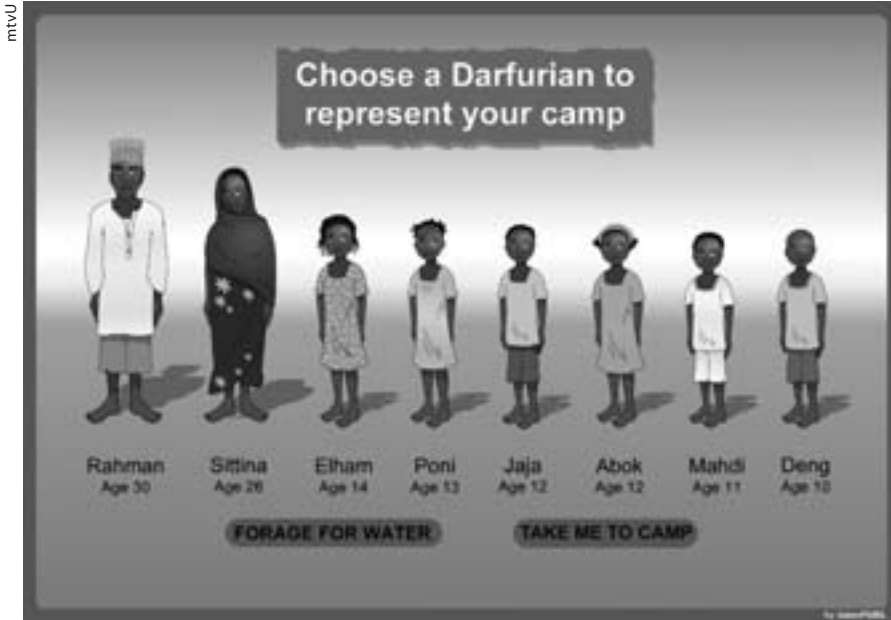 mtvU
Choose a Darfurian to
represent your camp
Rahman Sittina Elham Poni Jaja Abok Mahdi Deng
Age 30 Age 26 Age 14 Age 13 Age 12 Age 12 Age 11 Age 10
FORAGE FOR WATER TAKE ME TO CAMP